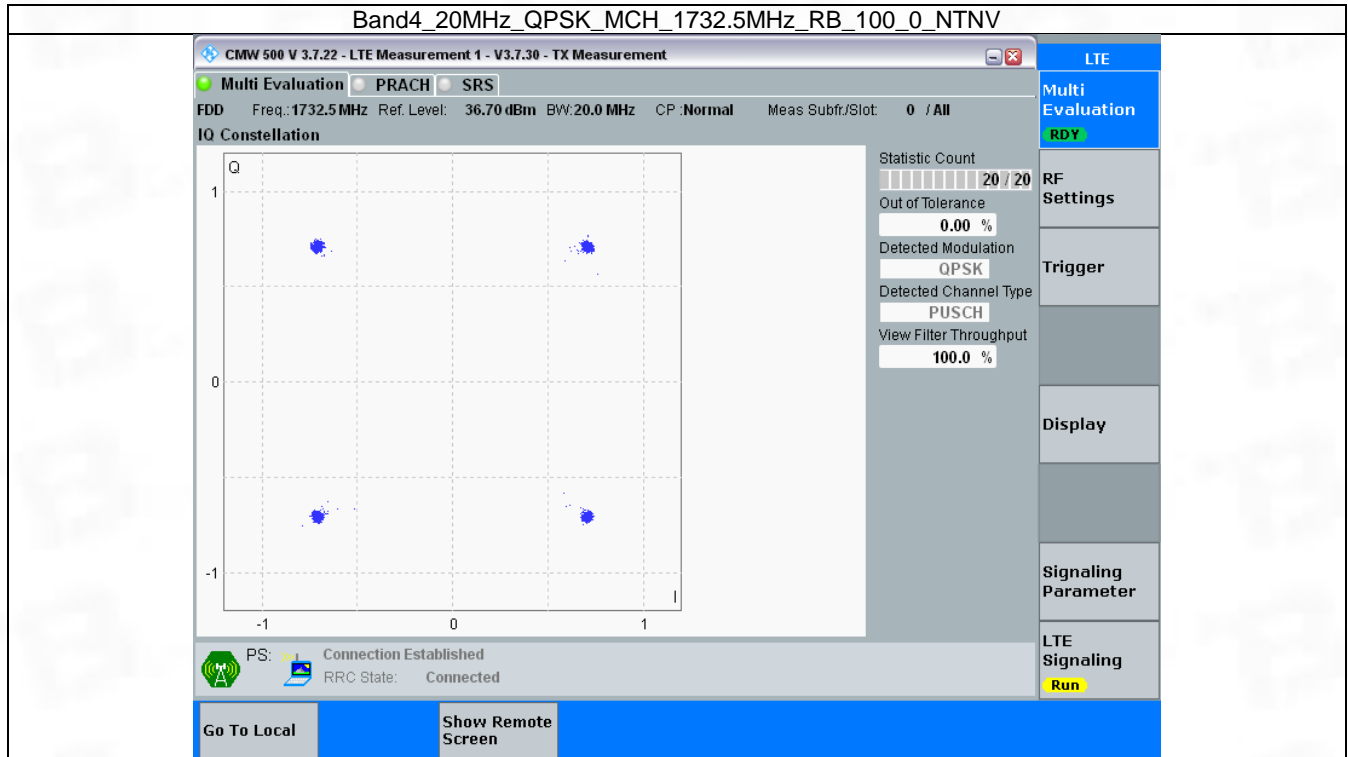 Band4_20MHz_QPSK_MCH_1732.5MHz_RB_100_0_NTNV
CMW 500 V 3.7.22 - LTE Measurement 1 - V3.7.30 - TX Measurement
LTE
Multi Evaluation PRACH SRS
Multi
Evaluation
RDY
FDD Freq.:1732.5 MHz Ref. Level: 36.70 dBm BW:20.0 MHz CP :Normal Meas Subfr./Slot: 0 / All
IQ Constellation
Q
1
0
-1
I
-1 0 1
Statistic Count
20 / 20
Out of Tolerance
0.00 %
Detected Modulation
QPSK
Detected Channel Type
PUSCH
View Filter Throughput
100.0 %
RF
Settings
Trigger
Display
Signaling
Parameter
LTE
Signaling
Run
PS: Connection Established
RRC State: Connected
Go To Local
Show Remote
Screen